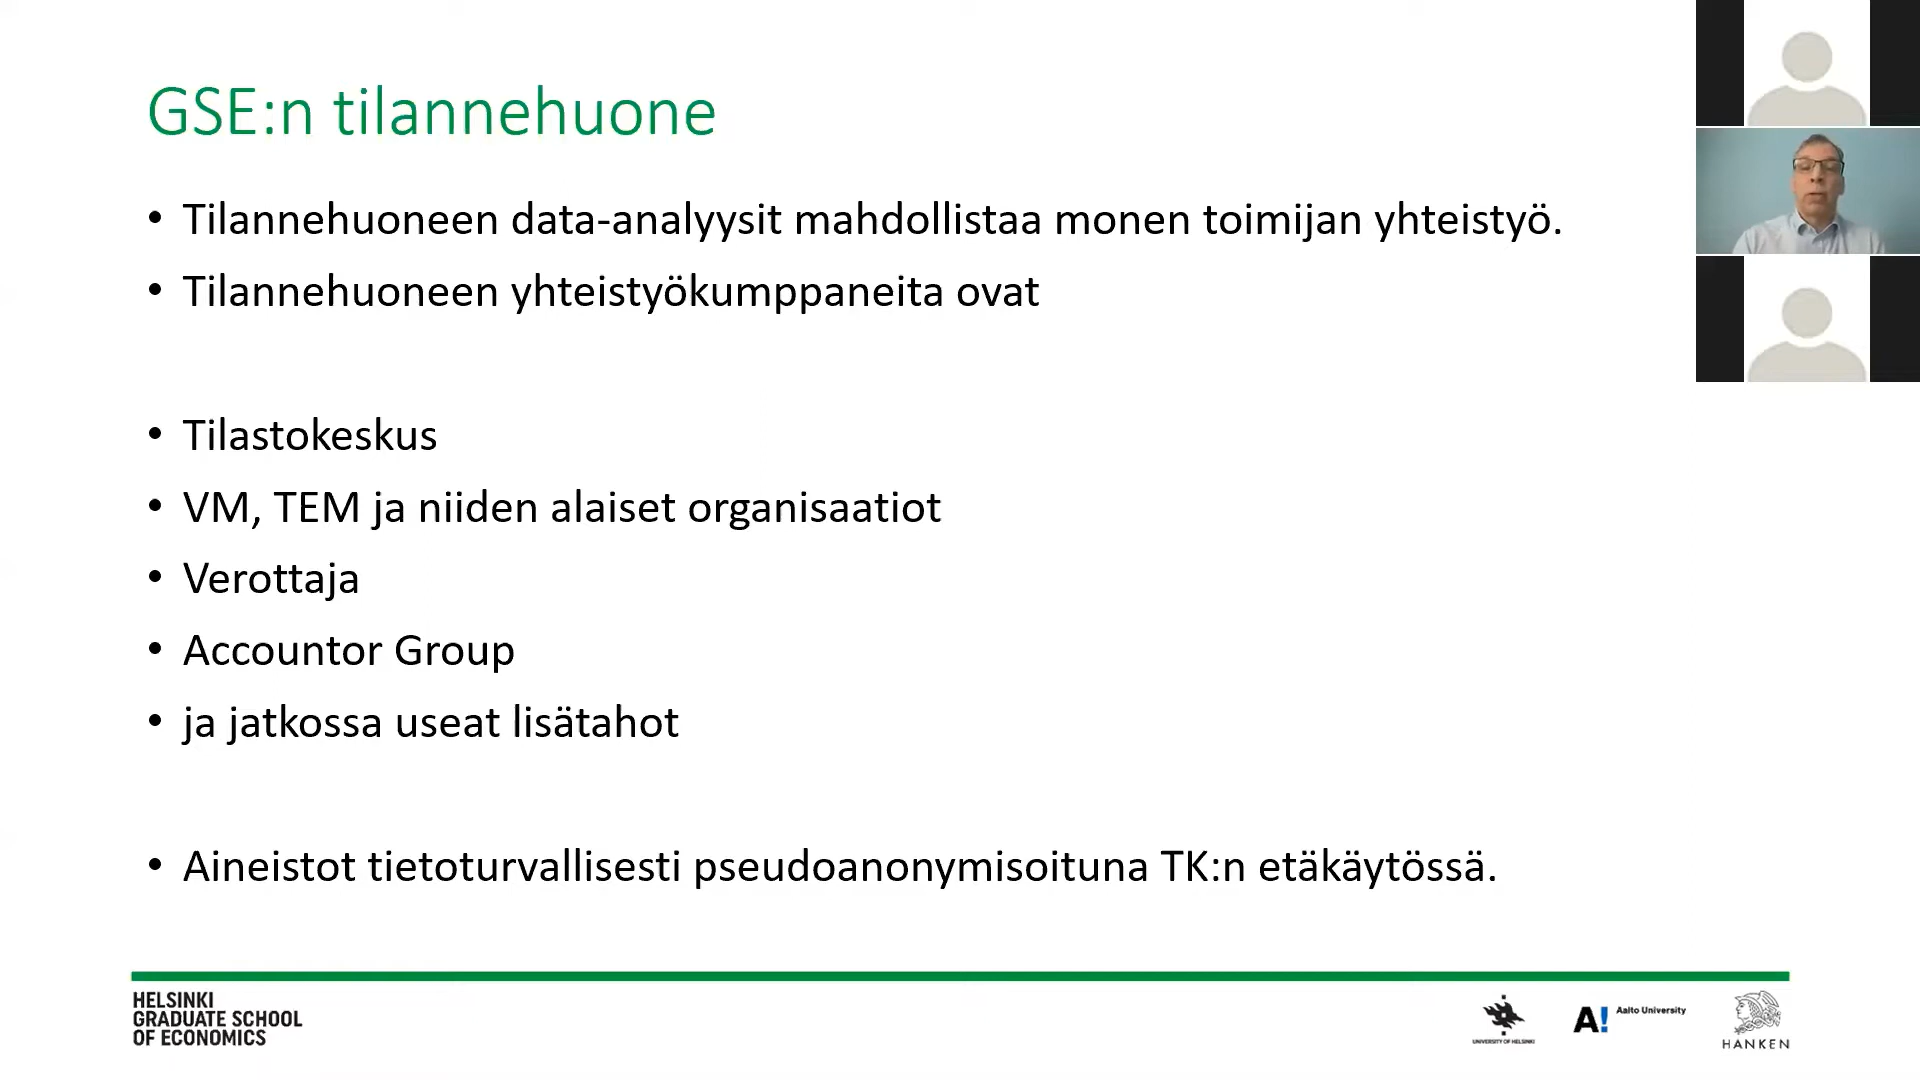 GSE:n tilannehuone
• Tilannehuoneen data-analyysit mahdollistaa monen toimijan yhteistyö.
• Tilannehuoneen yhteistyökumppaneita ovat
• Tilastokeskus
• VM, TEM ja niiden alaiset organisaatiot
• Verottaja
• Accountor Group
• ja jatkossa useat lisätahot
• Aineistot tietoturvallisesti pseudoanonymisoituna TK:n etäkäytössä.
HELSINKI
GRADUATE SCHOOL
OF ECONOMICS
UNIVERSITY OF HELSINKI
A! Aalto University
HANKEN